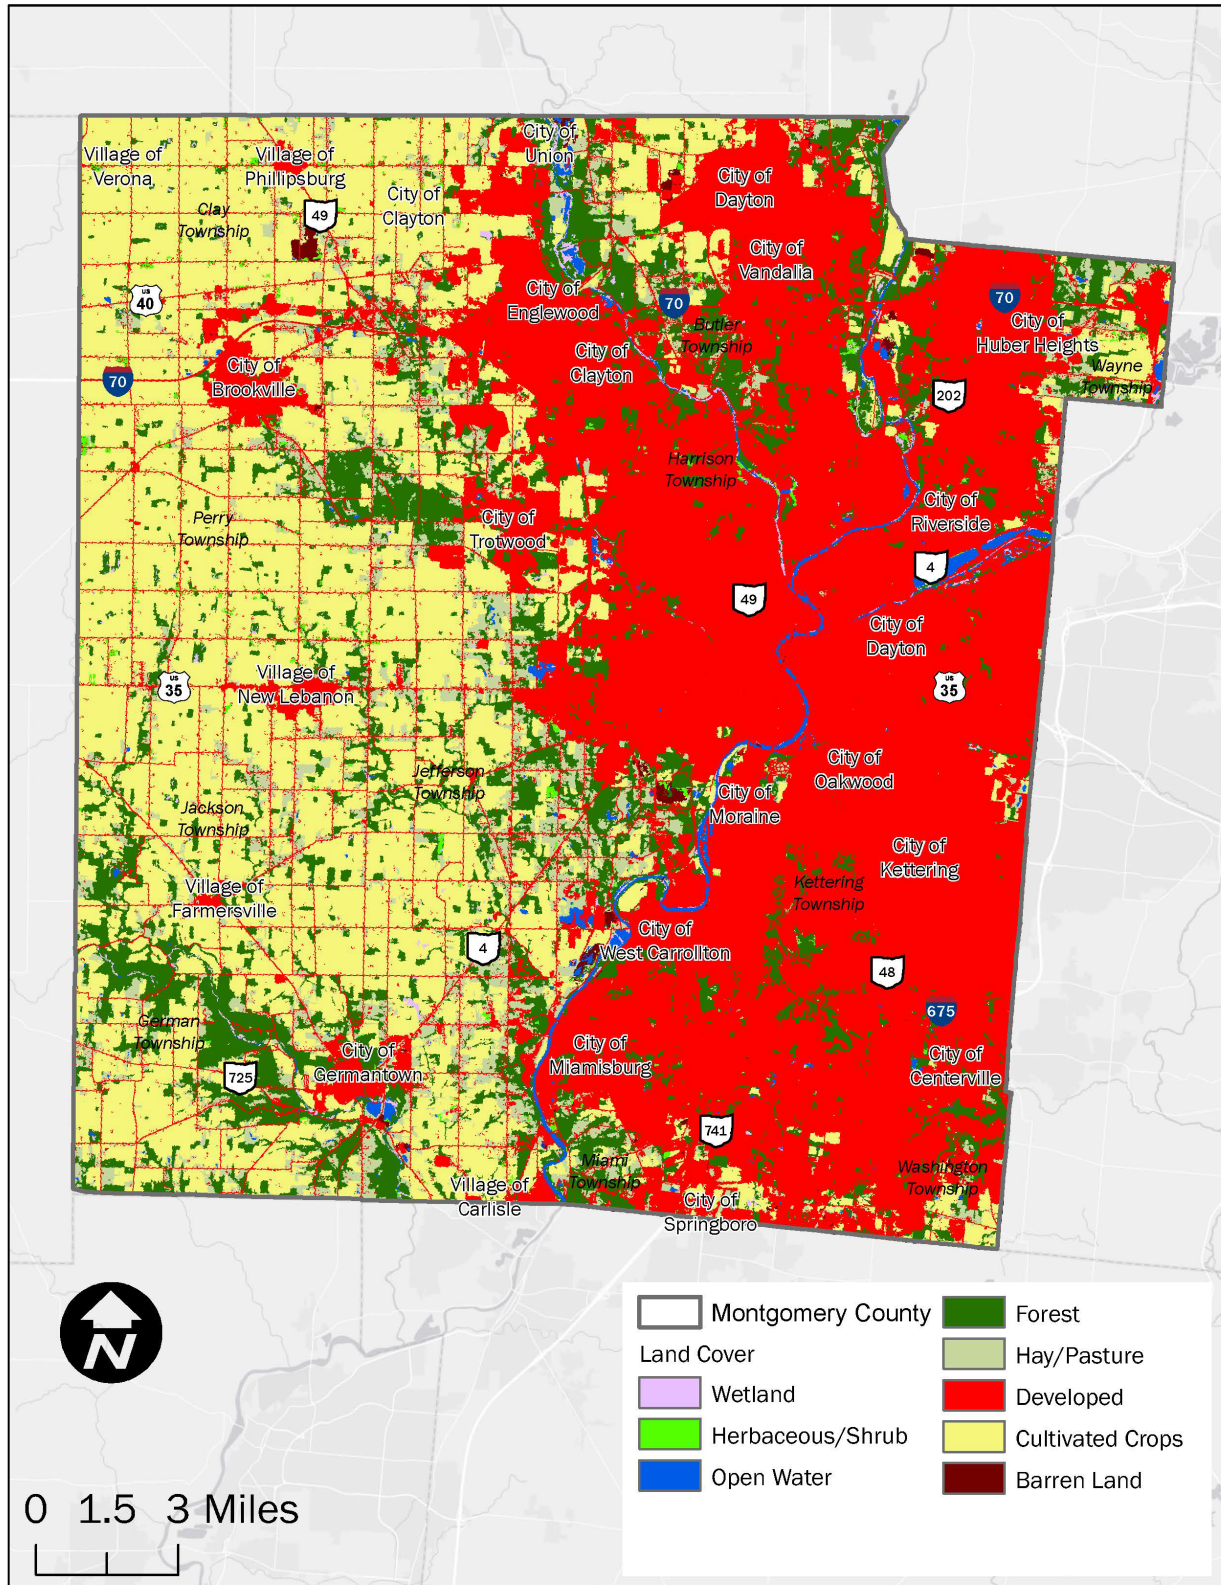 City of
Union
Village of
Verona
Village of
Phillipsburg
City of
Clayton
City of
Dayton
Clay
Township
49
City of
Vandalia
US
40
City of
Englewood
70
70
City of
Huber Heights
Butler
Township
City of
Clayton
City of
Brookville
70
Wayne
Township
202
Harrison
Township
City of
Riverside
Perry
Township
City of
Trotwood
4
49
City of
Dayton
Village of
New Lebanon
US
35
US
35
Jefferson
Township
City of
Oakwood
City of
Moraine
Jackson
Township
City of
Kettering
Kettering
Township
Village of
Farmersville
4
City of
West Carrollton
48
German
Township
675
City of
Germantown
City of
Miamisburg
City of
Centerville
725
741
Miami
Township
Washington
Township
Village of
Carlisle
City of
Springboro
N
Montgomery County
Land Cover
Wetland
Herbaceous/Shrub
Open Water
Forest
Hay/Pasture
Developed
Cultivated Crops
Barren Land
0 1.5 3 Miles